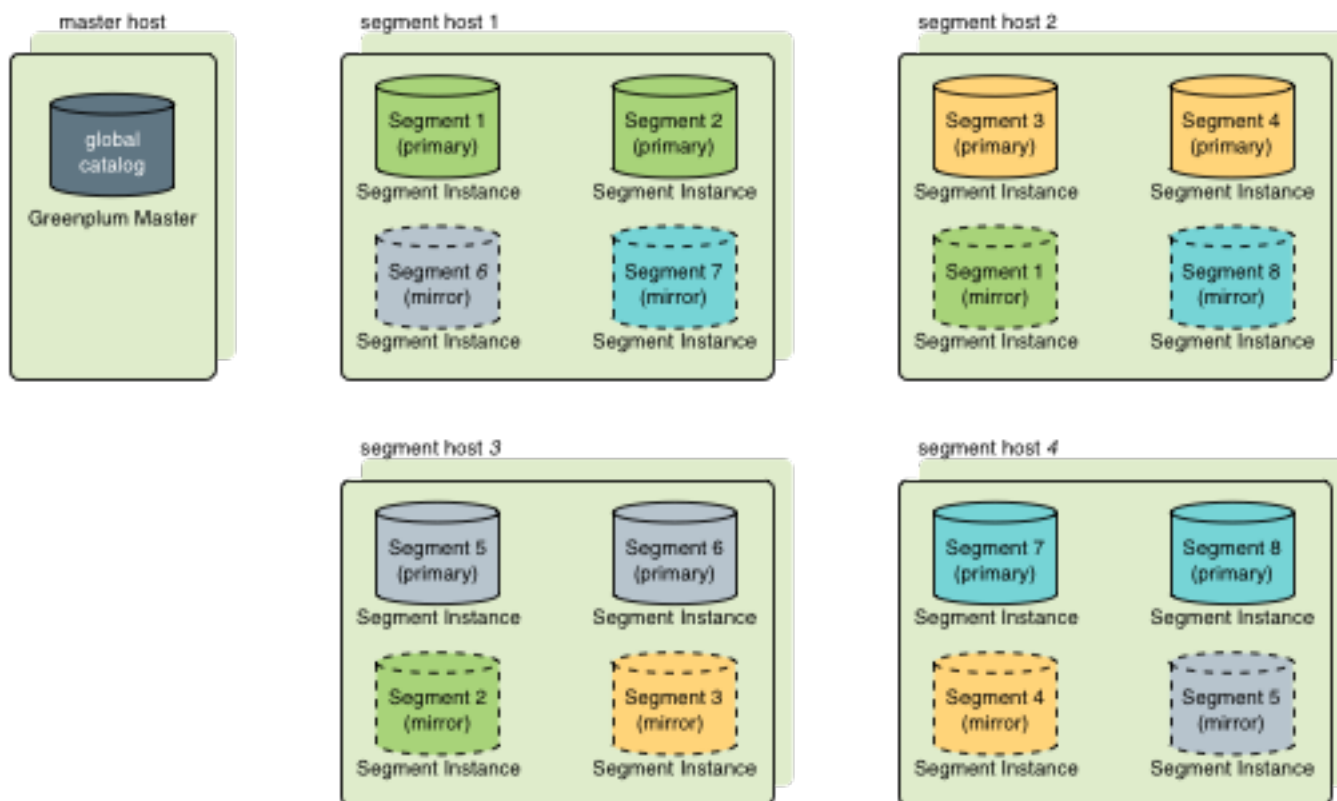 master host
global
catalog
Greenplum Master
segment host 1
Segment 1
(primary)
Segment Instance
Segment 2
(primary)
Segment Instance
Segment 6
(mirror)
Segment Instance
Segment 7
(mirror)
Segment Instance
segment host 2
Segment 3
(primary)
Segment Instance
Segment 4
(primary)
Segment Instance
Segment 1
(mirror)
Segment Instance
Segment 8
(mirror)
Segment Instance
segment host 3
Segment 5
(primary)
Segment Instance
Segment 6
(primary)
Segment Instance
Segment 2
(mirror)
Segment Instance
Segment 3
(mirror)
Segment Instance
segment host 4
Segment 7
(primary)
Segment Instance
Segment 8
(primary)
Segment Instance
Segment 4
(mirror)
Segment Instance
Segment 5
(mirror)
Segment Instance